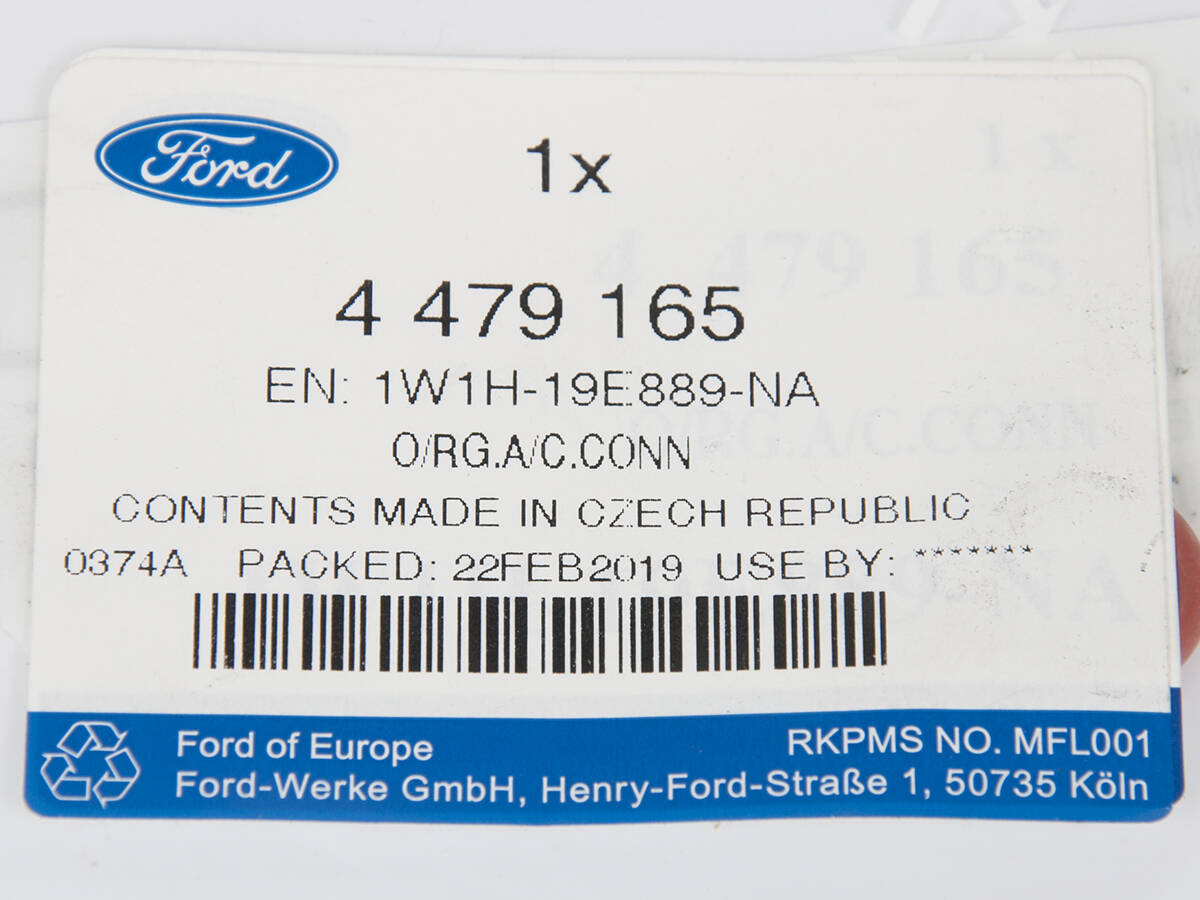 Ford
1x
4 479 165
EN: 1W1H-19E889-NA
O/RG.A/C.CONN
CONTENTS MADE IN CZECH REPUBLIC
0374A PACKED: 22FEB2019 USE BY: *******
Ford of Europe
RKPMS NO. MFL001
Ford-Werke GmbH, Henry-Ford-Straße 1, 50735 Köln